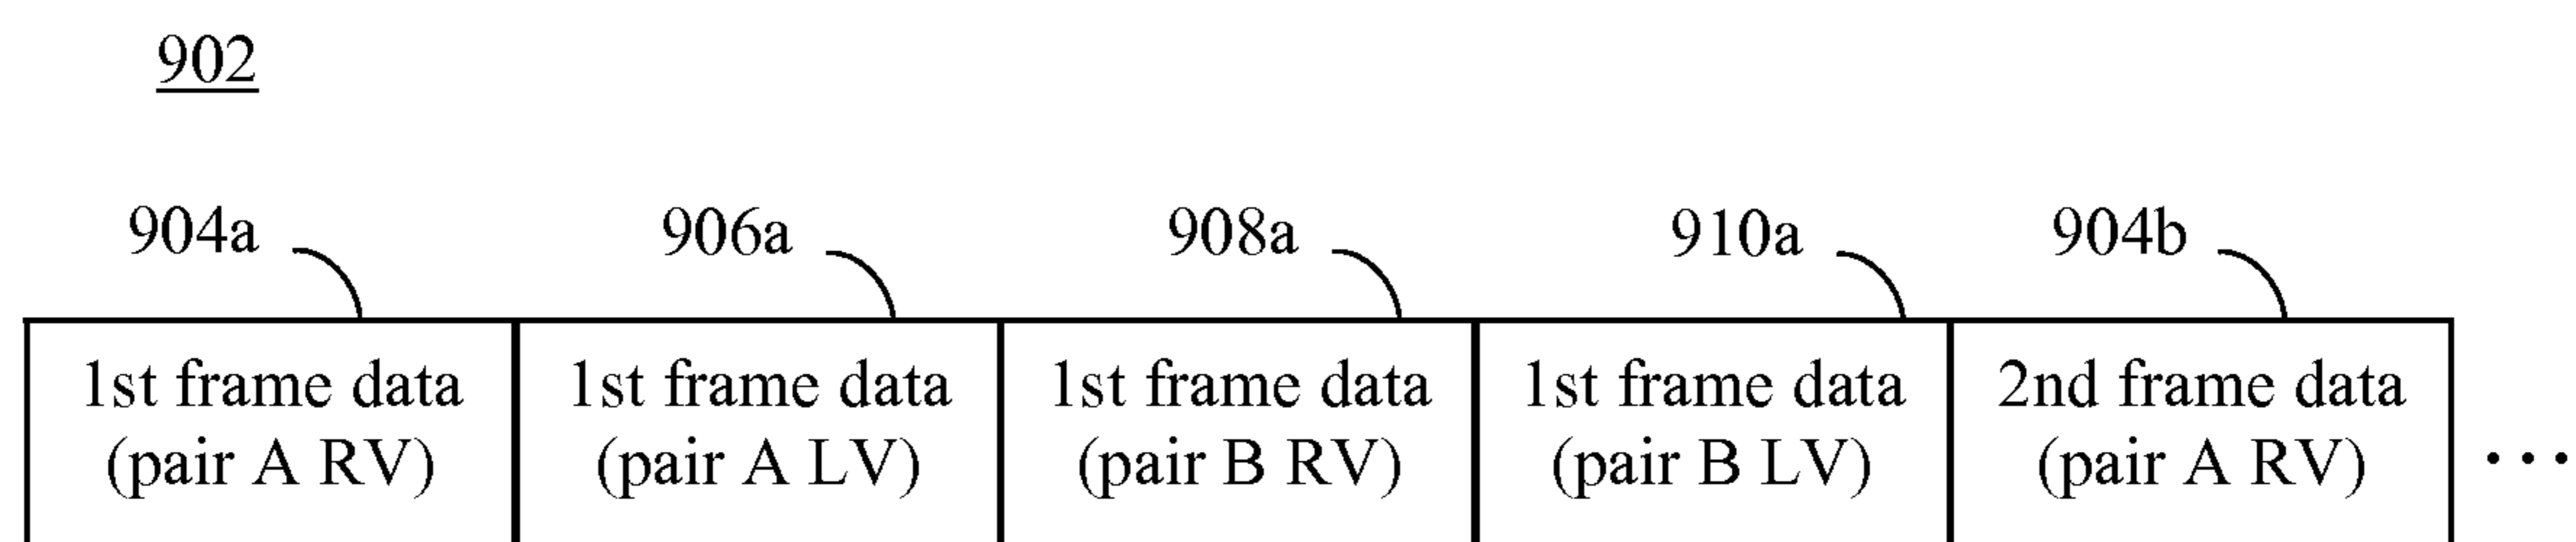 902
904a 906a 908a 910a 904b
1st frame data 1st frame data 1st frame data 1st frame data 2nd frame data
(pair A RV) (pair A LV) (pair B RV) (pair B LV) (pair A RV) ...